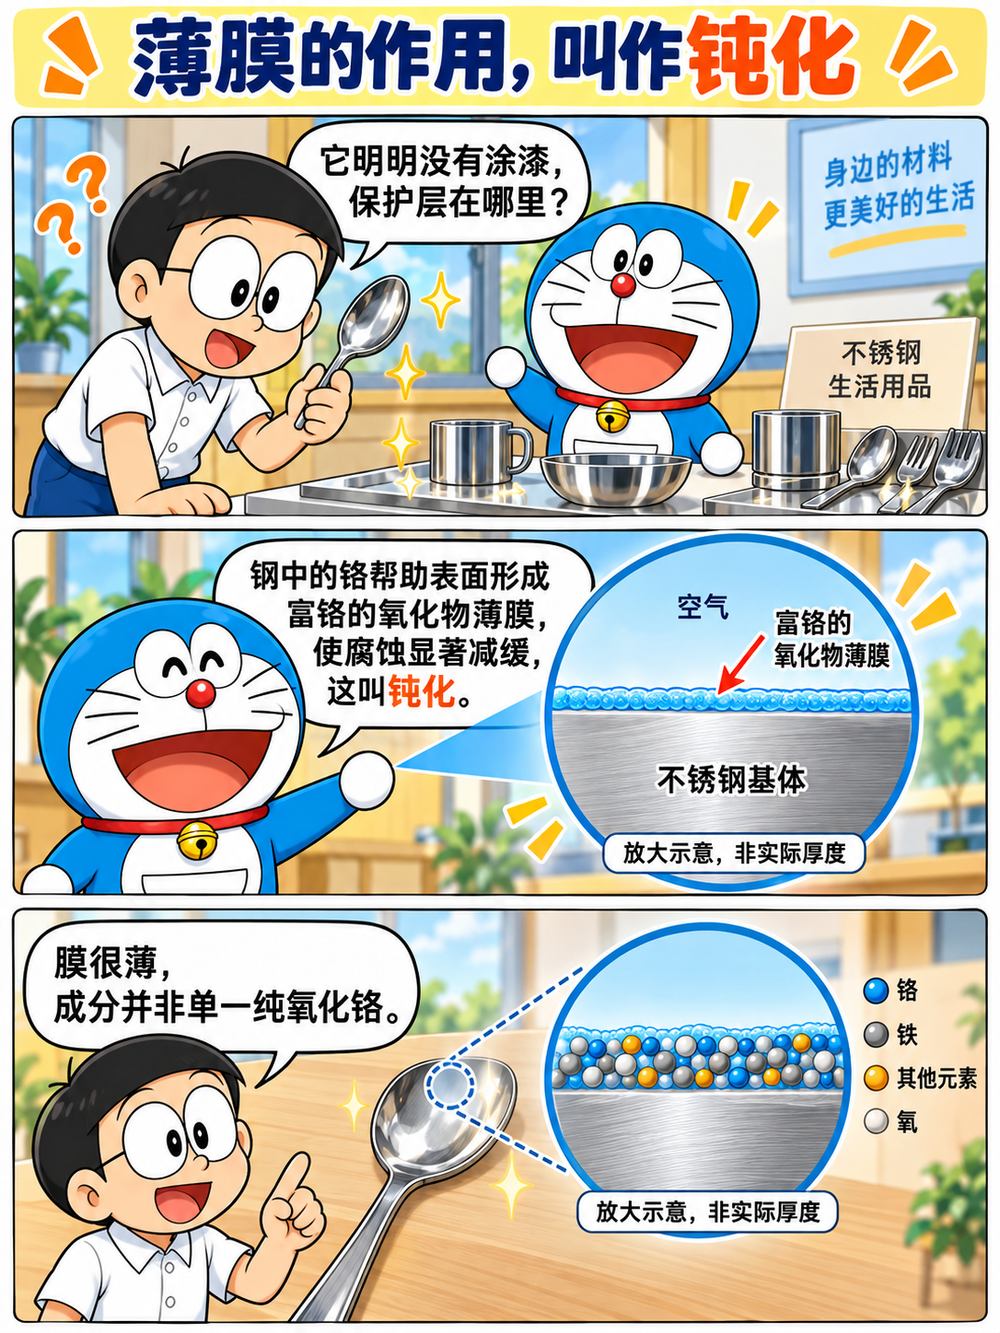 薄膜的作用，叫作钝化
它明明没有涂漆，
保护层在哪里？
身边的材料
更美好的生活
不锈钢
生活用品
钢中的铬帮助表面形成
富铬的氧化物薄膜，
使腐蚀显著减缓，
这叫钝化。
空气
富铬的
氧化物薄膜
不锈钢基体
放大示意，非实际厚度
膜很薄，
成分并非单一纯氧化铬。
铬
铁
其他元素
氧
放大示意，非实际厚度